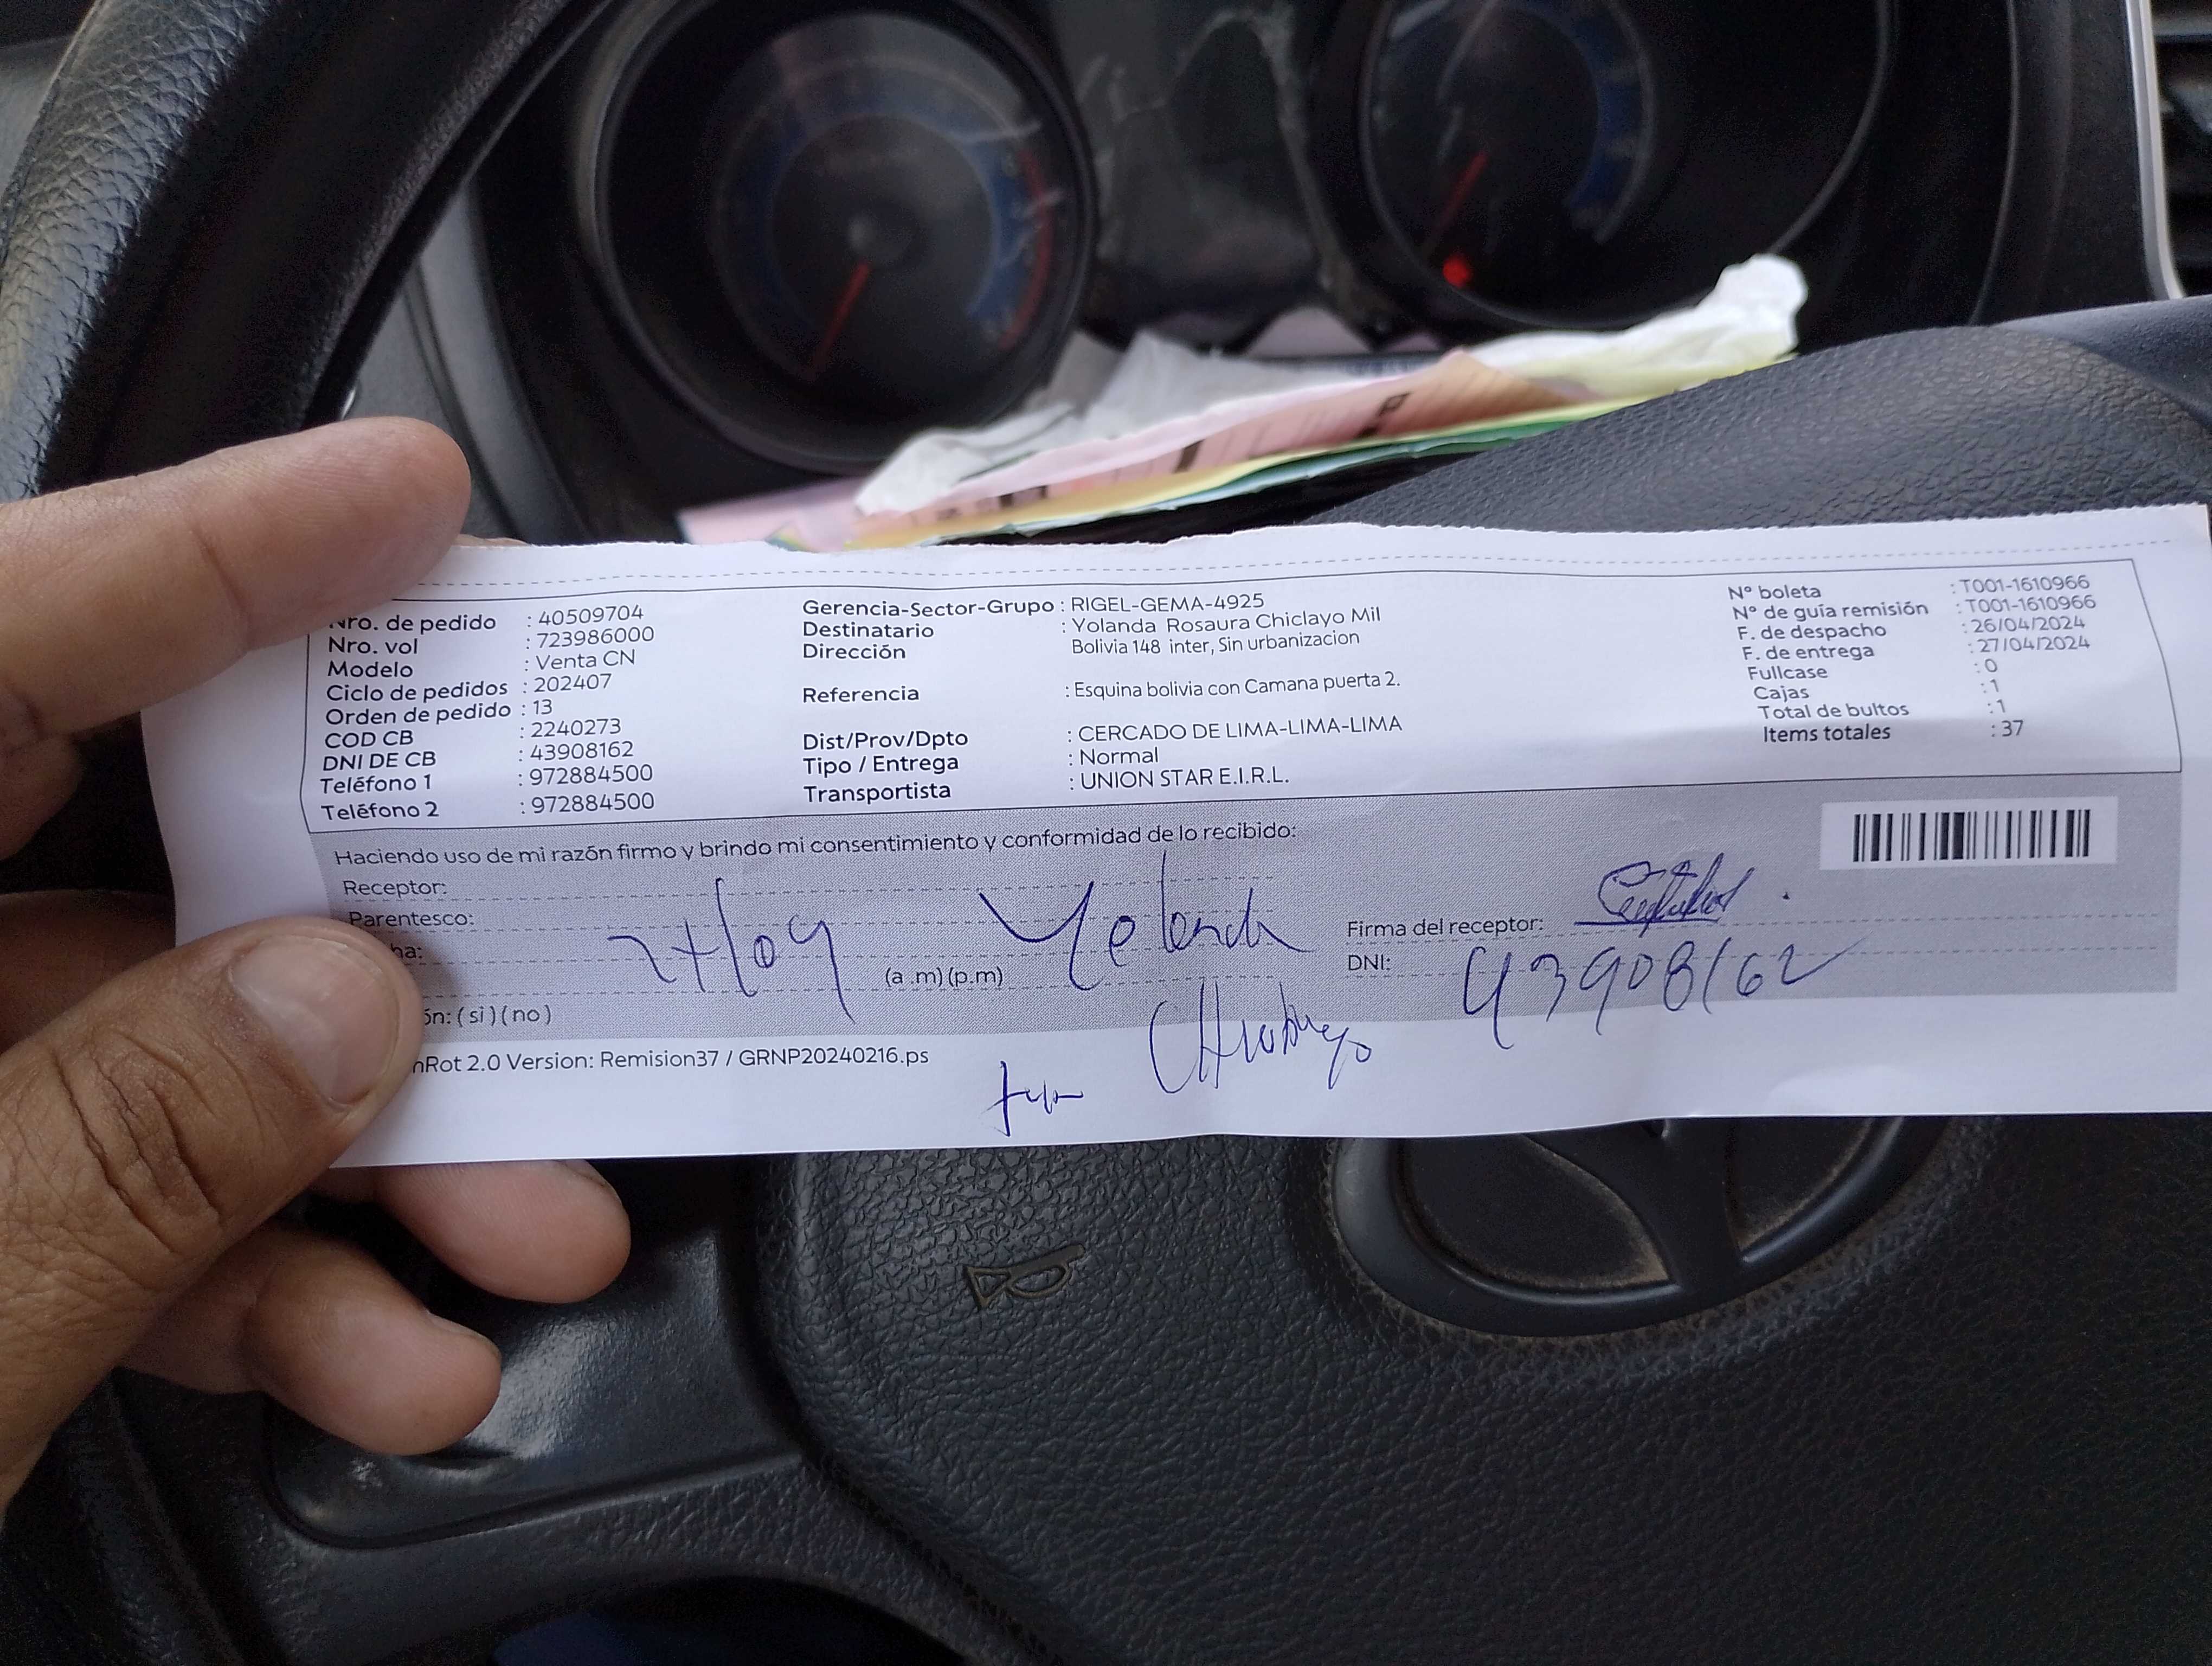 Nro. de pedido : 40509704
Nro. vol : 723986000
Modelo : Venta CN
Ciclo de pedidos : 202407
Orden de pedido : 13
COD CB : 2240273
DNI DE CB : 43908162
Teléfono 1 : 972884500
Teléfono 2 : 972884500
Gerencia-Sector-Grupo : RIGEL-GEMA-4925
Destinatario : Yolanda Rosaura Chiclayo Mil
Dirección Bolivia 148 inter, Sin urbanizacion
Referencia : Esquina bolivia con Camana puerta 2.
Dist/Prov/Dpto : CERCADO DE LIMA-LIMA-LIMA
Tipo / Entrega : Normal
Transportista : UNION STAR E.I.R.L.
N° boleta : T001-1610966
N° de guía remisión : T001-1610966
F. de despacho : 26/04/2024
F. de entrega : 27/04/2024
Fullcase : 0
Cajas : 1
Total de bultos : 1
Items totales : 37
Haciendo uso de mi razón firmo y brindo mi consentimiento y conformidad de lo recibido:
Receptor:
Parentesco:
ha: 27/04 (a .m) (p.m)
Yolanda
Firma del receptor:
DNI: 43908162
ón: ( si ) ( no )
nRot 2.0 Version: Remision37 / GRNP20240216.ps